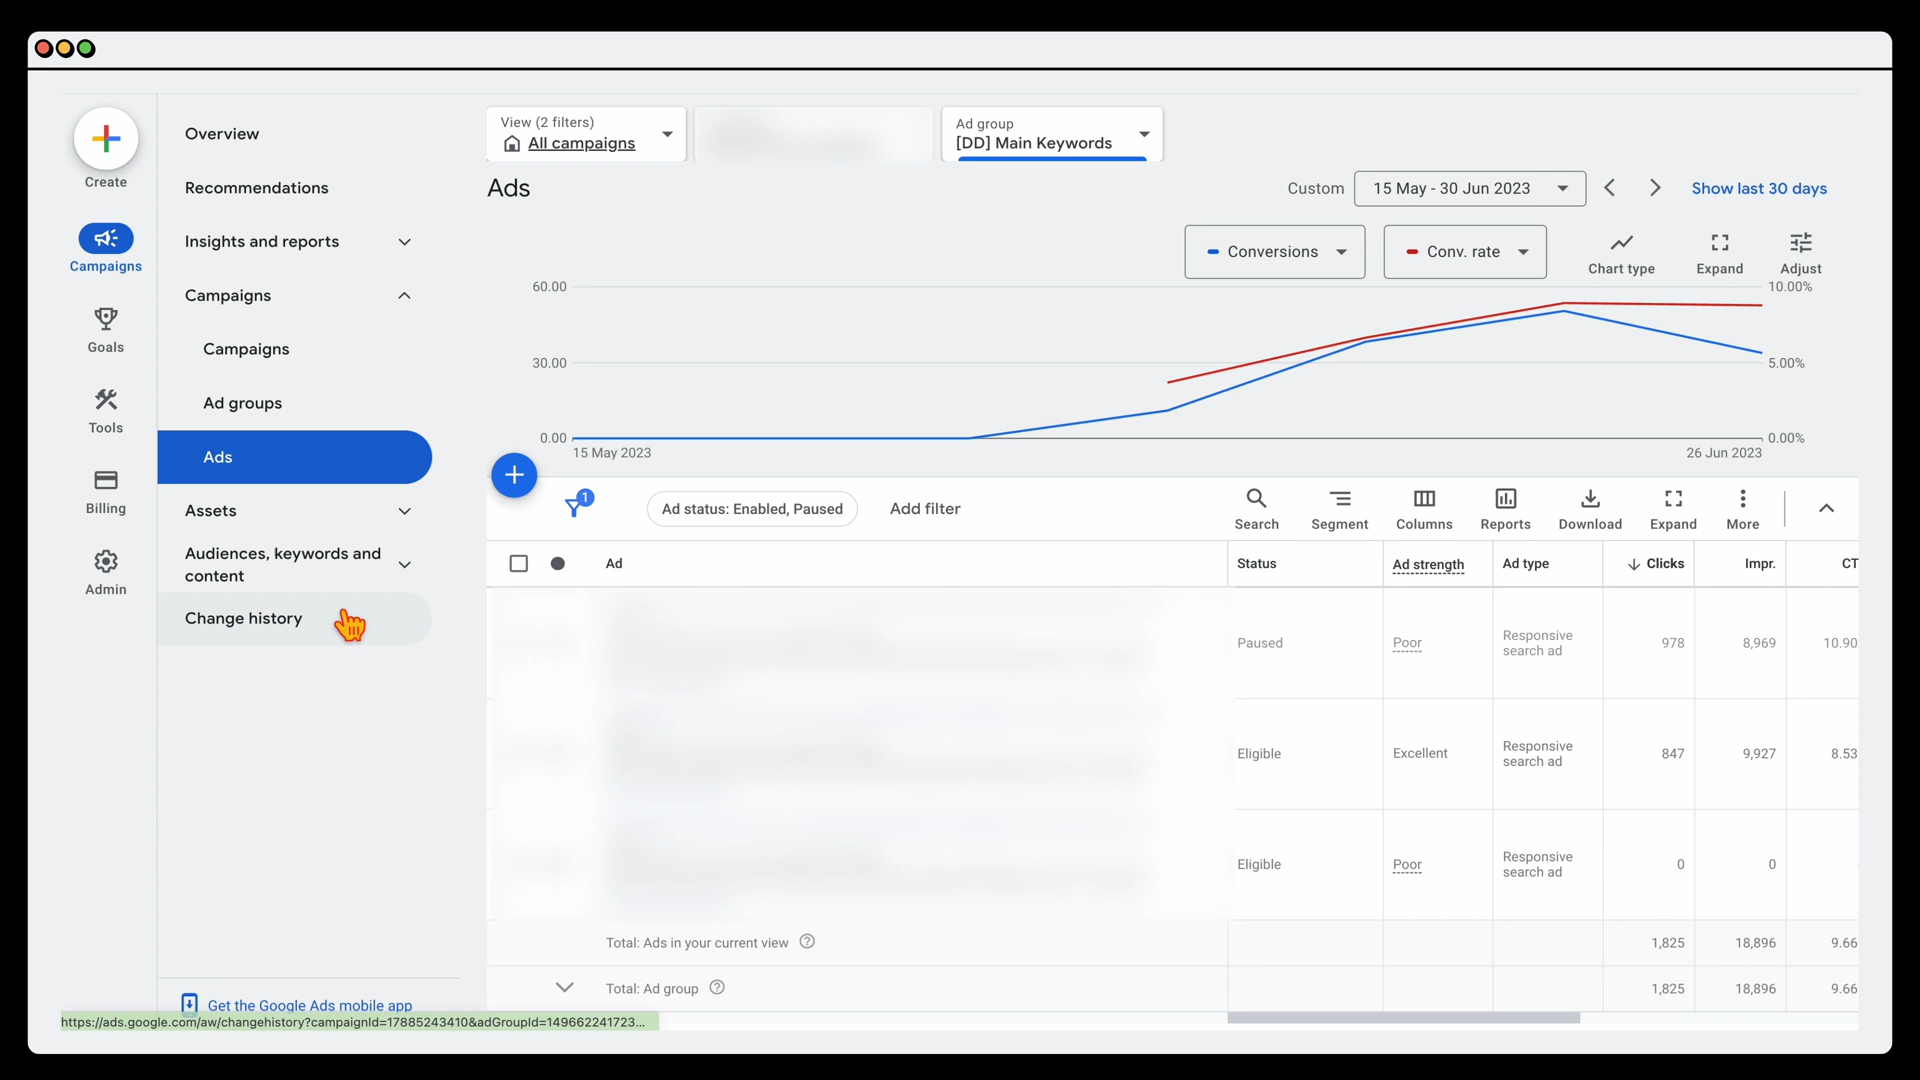 Create
Campaigns
Goals
Tools
Billing
Admin
Overview
Recommendations
Insights and reports
Campaigns
Campaigns
Ad groups
Ads
Assets
Audiences, keywords and
content
Change history
Get the Google Ads mobile app
https://ads.google.com/aw/changehistory?campaignId=17885243410&adGroupId=149662241723...
View (2 filters)
All campaigns
Ad group
[DD] Main Keywords
Ads
Custom
15 May - 30 Jun 2023
Show last 30 days
Conversions
Conv. rate
Chart type
Expand
Adjust
60.00
10.00%
30.00
5.00%
0.00
0.00%
15 May 2023
26 Jun 2023
1
Ad status: Enabled, Paused
Add filter
Search
Segment
Columns
Reports
Download
Expand
More
Ad
Status
Ad strength
Ad type
Clicks
Impr.
CT
Paused
Poor
Responsive
search ad
978
8,969
10.90
Eligible
Excellent
Responsive
search ad
847
9,927
8.53
Eligible
Poor
Responsive
search ad
0
0
Total: Ads in your current view
1,825
18,896
9.66
Total: Ad group
1,825
18,896
9.66